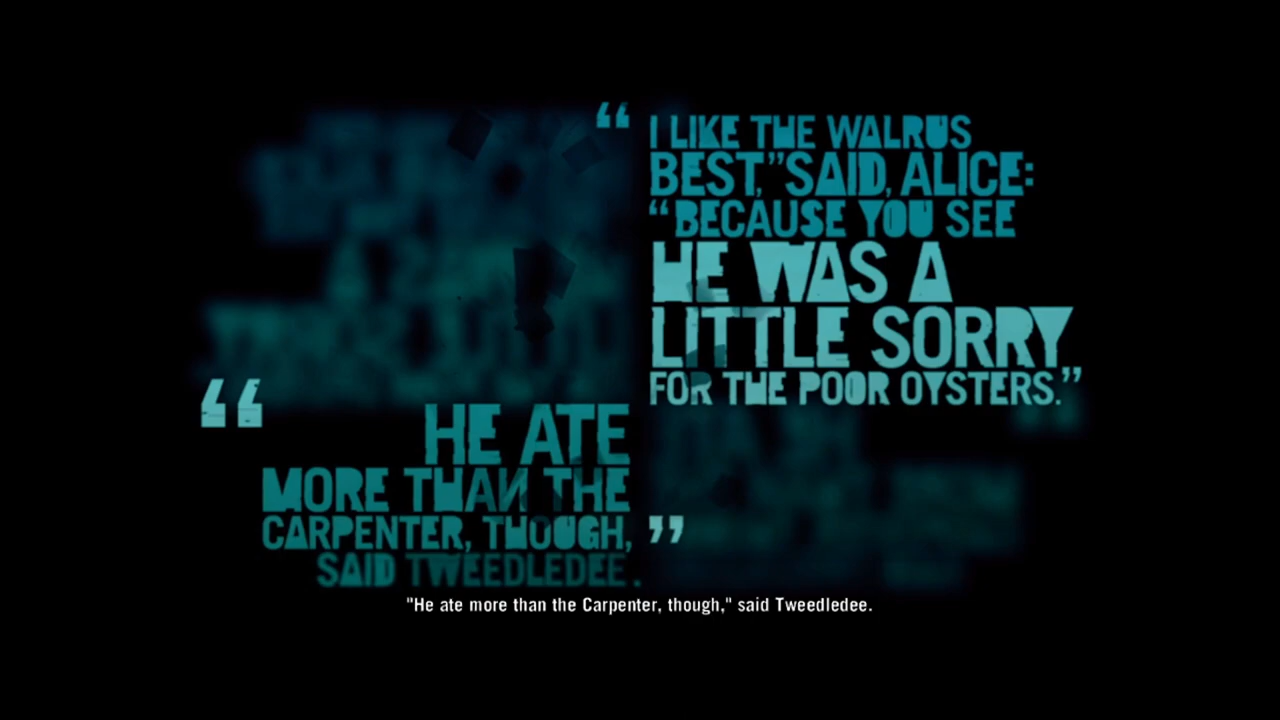 “ I LIKE THE WALRUS
BEST,”SAID, ALICE:
“BECAUSE YOU SEE
HE WAS A
LITTLE SORRY
FOR THE POOR OYSTERS.”
“ HE ATE
MORE THAN THE
CARPENTER, THOUGH, ”
SAID TWEEDLEDEE.
"He ate more than the Carpenter, though," said Tweedledee.